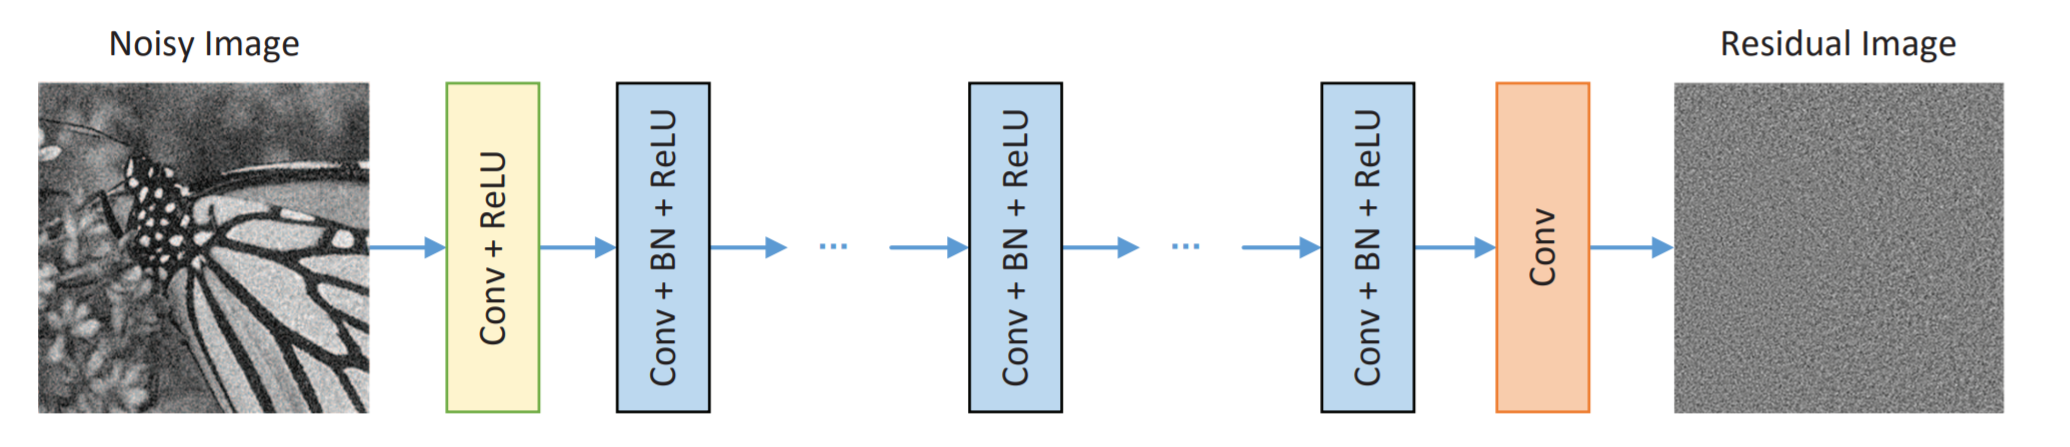 Noisy Image
Residual Image
Conv + ReLU
Conv + BN + ReLU
...
Conv + BN + ReLU
...
Conv + BN + ReLU
Conv